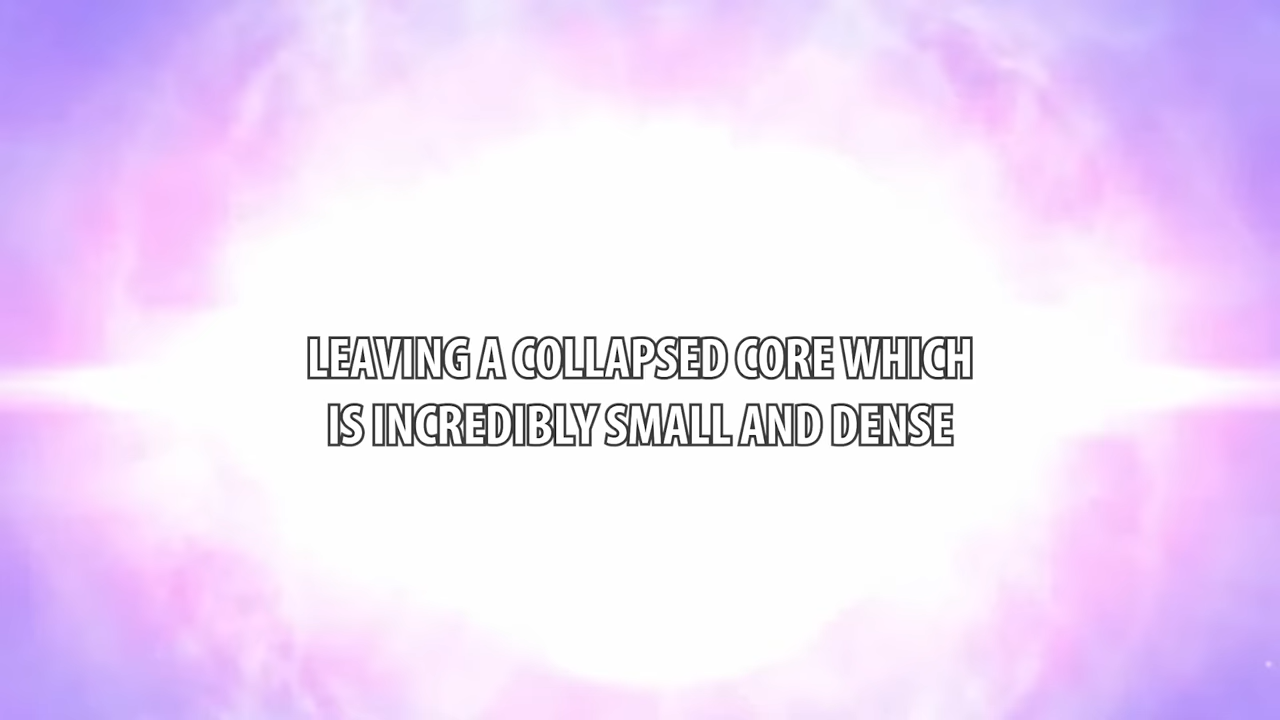 LEAVING A COLLAPSED CORE WHICH
IS INCREDIBLY SMALL AND DENSE